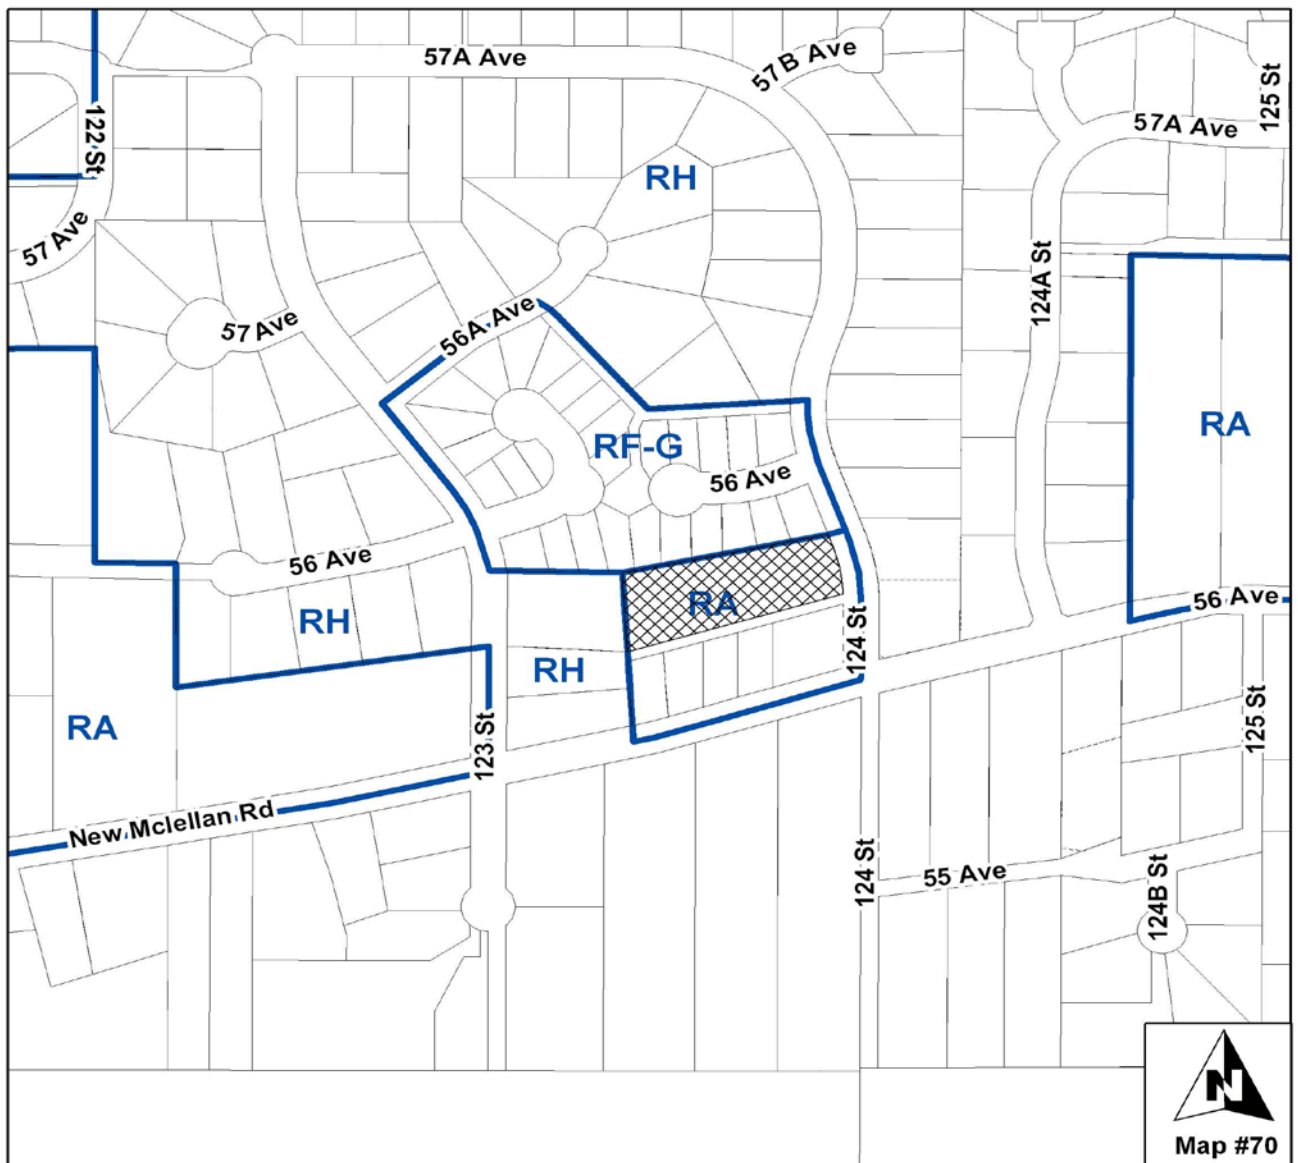 57A Ave
57B Ave
125 St
122 St
57A Ave
RH
57 Ave
124A St
56A Ave
57 Ave
RA
RF-G
56 Ave
56 Ave
RA
56 Ave
RH
124 St
RH
RA
123 St
125 St
New Mclellan Rd
124 St
55 Ave
124B St
N
Map #70